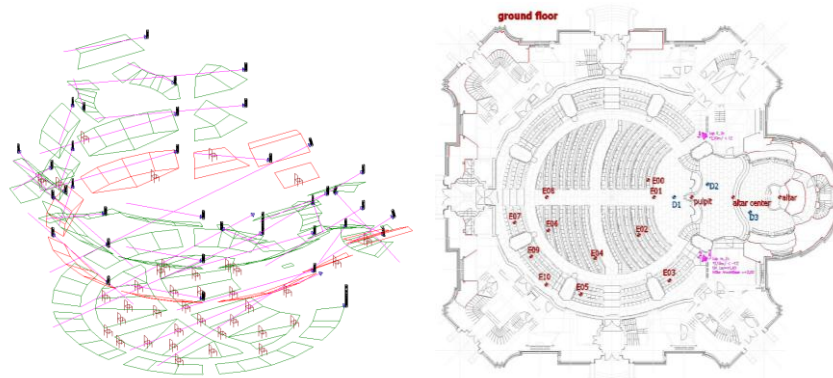 ground floor
E00
E08
E01
D2
D1
pulpit
altar center
altar
D3
E07
E06
E02
E04
E09
E10
E05
E03